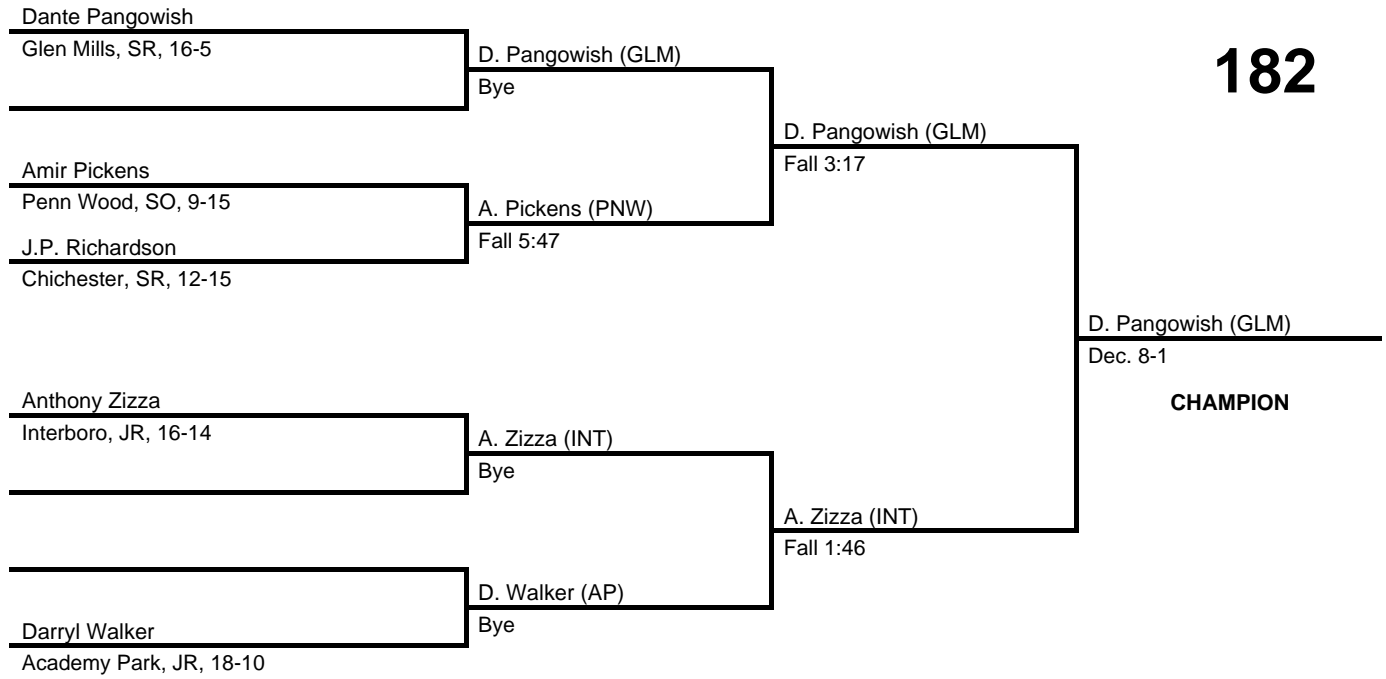 Dante Pangowish
Glen Mills, SR, 16-5
D. Pangowish (GLM)
Bye
182
D. Pangowish (GLM)
Fall 3:17
Amir Pickens
Penn Wood, SO, 9-15
A. Pickens (PNW)
Fall 5:47
J.P. Richardson
Chichester, SR, 12-15
D. Pangowish (GLM)
Dec. 8-1
CHAMPION
Anthony Zizza
Interboro, JR, 16-14
A. Zizza (INT)
Bye
A. Zizza (INT)
Fall 1:46
D. Walker (AP)
Bye
Darryl Walker
Academy Park, JR, 18-10